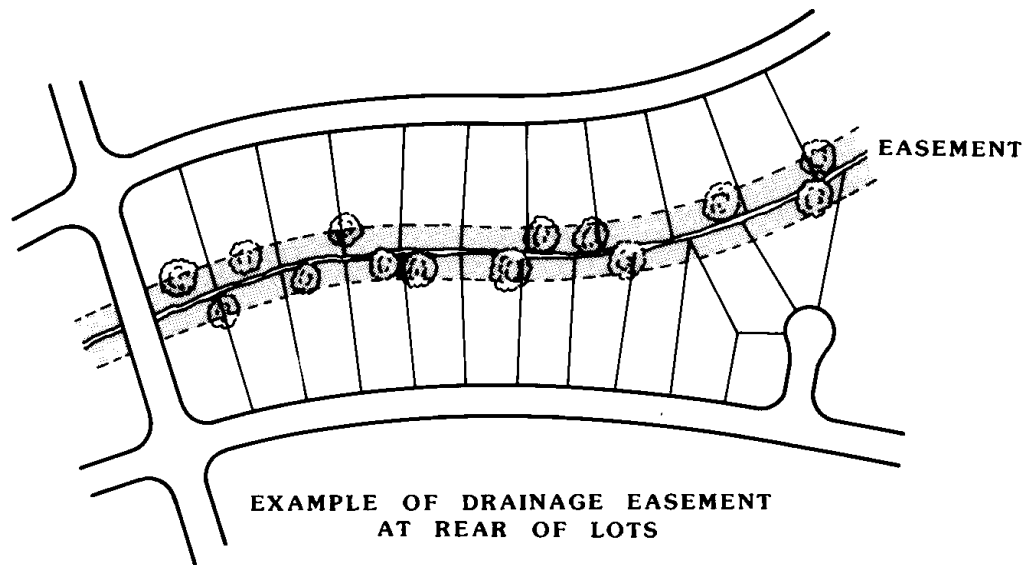 EASEMENT
EXAMPLE OF DRAINAGE EASEMENT
AT REAR OF LOTS